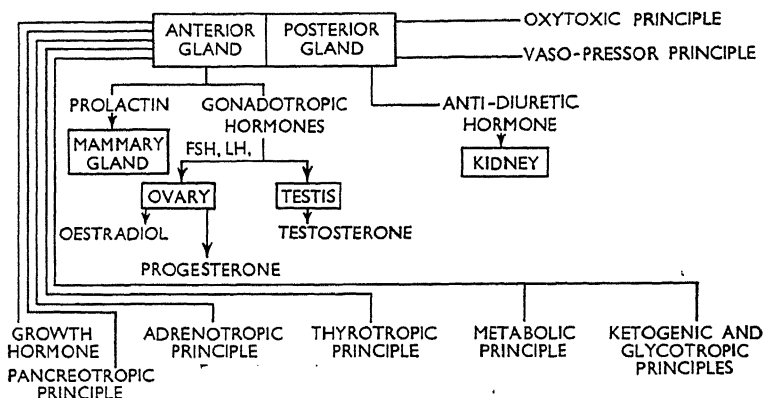 ANTERIOR
GLAND
POSTERIOR
GLAND
OXYTOXIC PRINCIPLE
VASO-PRESSOR PRINCIPLE
PROLACTIN
GONADOTROPIC
HORMONES
ANTI-DIURETIC
HORMONE
MAMMARY
GLAND
FSH, LH,
KIDNEY
OVARY
TESTIS
OESTRADIOL
TESTOSTERONE
PROGESTERONE
GROWTH
HORMONE
PANCREOTROPIC
PRINCIPLE
ADRENOTROPIC
PRINCIPLE
THYROTROPIC
PRINCIPLE
METABOLIC
PRINCIPLE
KETOGENIC AND
GLYCOTROPIC
PRINCIPLES